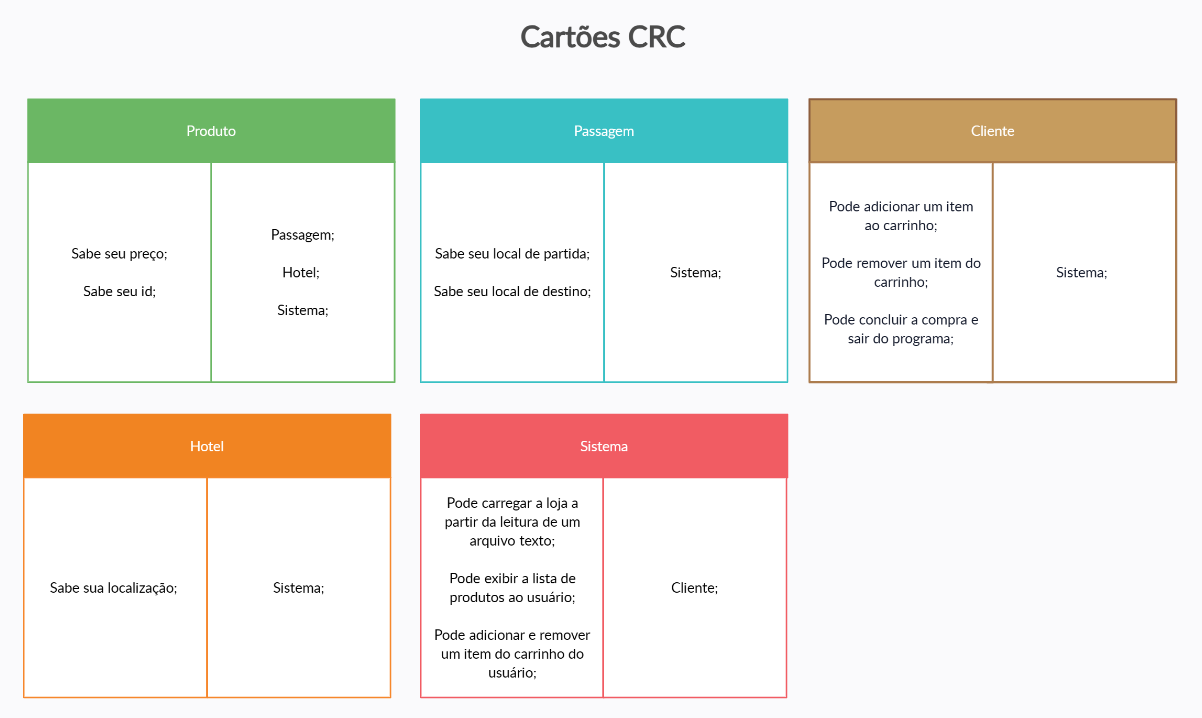 Cartões CRC
Produto
Sabe seu preço;
Sabe seu id;
Passagem;
Hotel;
Sistema;
Passagem
Sabe seu local de partida;
Sabe seu local de destino;
Sistema;
Cliente
Pode adicionar um item
ao carrinho;
Pode remover um item do
carrinho;
Pode concluir a compra e
sair do programa;
Sistema;
Hotel
Sabe sua localização;
Sistema;
Sistema
Pode carregar a loja a
partir da leitura de um
arquivo texto;
Pode exibir a lista de
produtos ao usuário;
Pode adicionar e remover
um item do carrinho do
usuário;
Cliente;